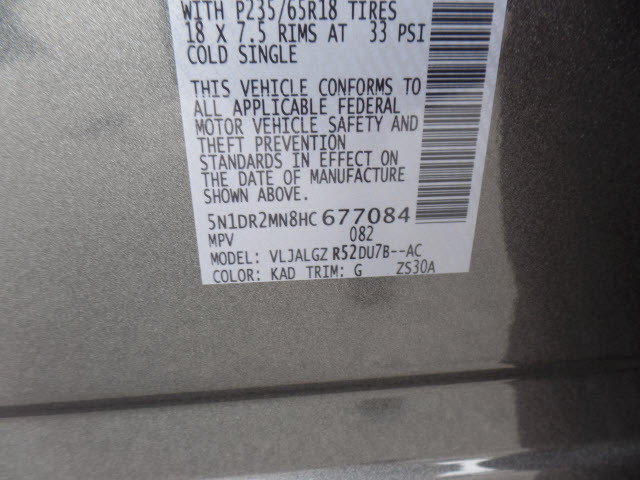 WITH P235/65R18 TIRES
18 X 7.5 RIMS AT 33 PSI
COLD SINGLE
THIS VEHICLE CONFORMS TO
ALL APPLICABLE FEDERAL
MOTOR VEHICLE SAFETY AND
THEFT PREVENTION
STANDARDS IN EFFECT ON
THE DATE OF MANUFACTURE
SHOWN ABOVE.
5N1DR2MN8HC 677084
MPV 082
MODEL: VLJALGZ R52DU7B--AC
COLOR: KAD TRIM: G ZS30A